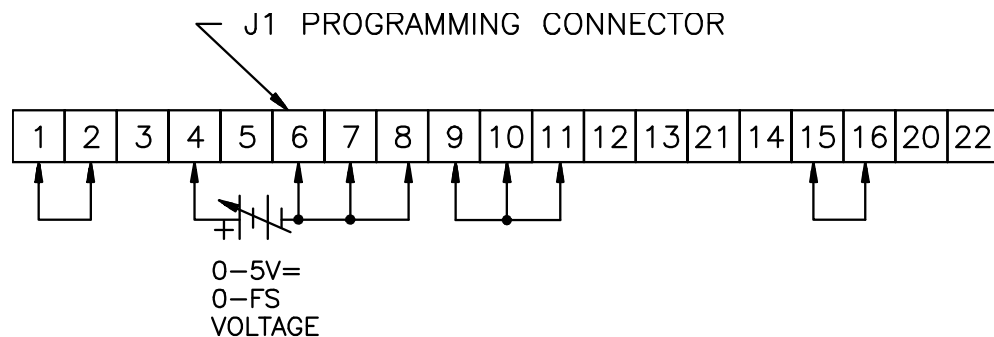 J1 PROGRAMMING CONNECTOR
1 2 3 4 5 6 7 8 9 10 11 12 13 21 14 15 16 20 22
+
0-5V=
0-FS
VOLTAGE